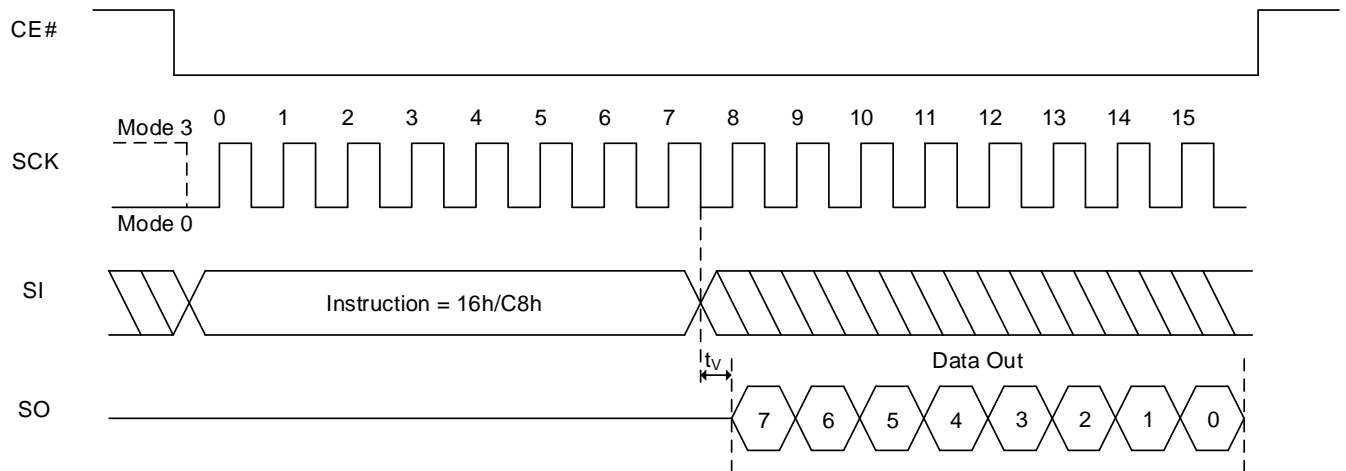 CE#
0 1 2 3 4 5 6 7 8 9 10 11 12 13 14 15
Mode 3
SCK
Mode 0
SI
Instruction = 16h/C8h
tV
Data Out
SO
7 6 5 4 3 2 1 0